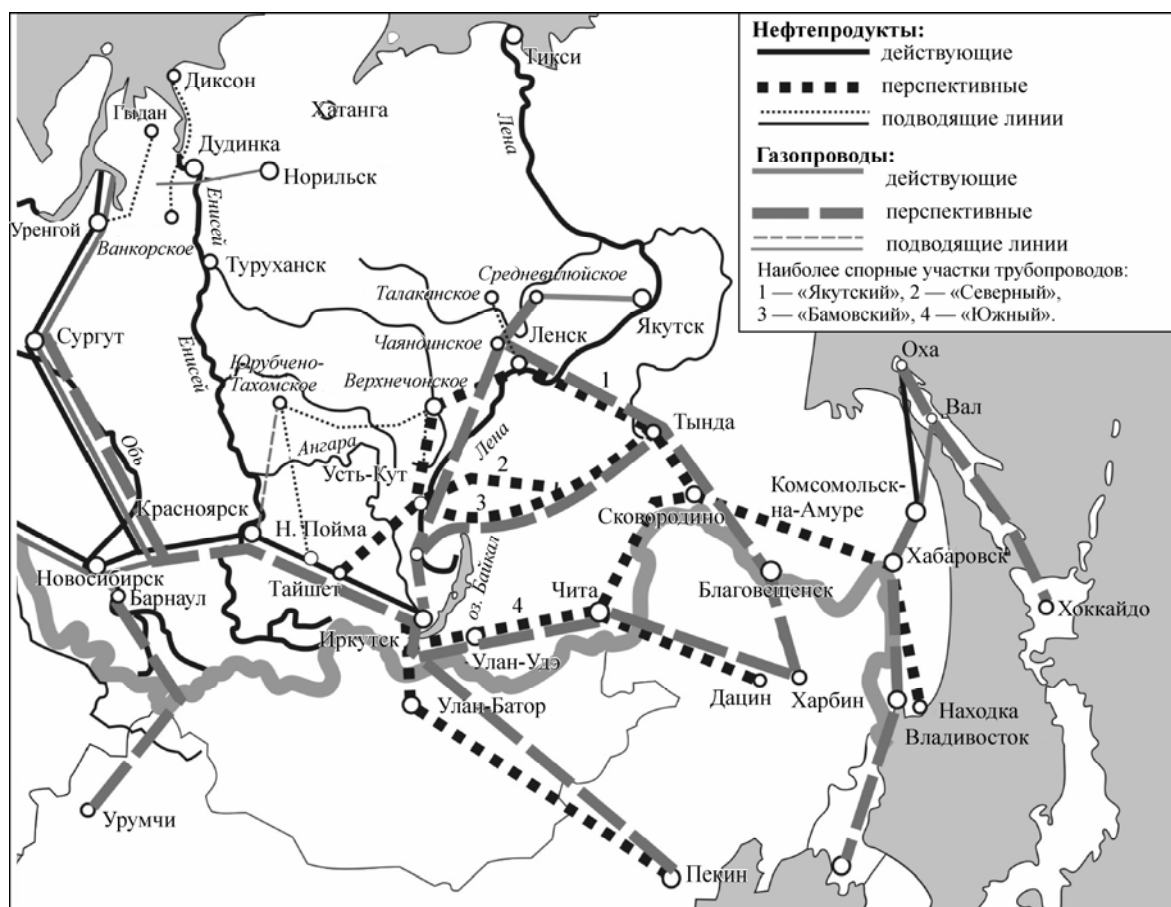 Нефтепродукты:
действующие
перспективные
подводящие линии
Газопроводы:
действующие
перспективные
подводящие линии
Наиболее спорные участки трубопроводов:
1 — «Якутский», 2 — «Северный»,
3 — «Бамовский», 4 — «Южный».
Тикси
Диксон
Хатанга
Гыдан
Лена
Дудинка
Норильск
Енисей
Уренгой
Ванкорское
Туруханск
Средневилюйское
Талаканское
Якутск
Ленск
Сургут
Чаяндинское
Енисей
Юрубчено-
Тахомское
Верхнечонское
1
Оха
Вал
Тында
Обь
Ангара
Лена
Усть-Кут
2
3
Красноярск
Н. Пойма
Сковородино
Комсомольск-
на-Амуре
Хабаровск
Новосибирск
Тайшет
оз. Байкал
Чита
Благовещенск
Барнаул
4
Хоккайдо
Иркутск
Улан-Удэ
Дацин
Харбин
Улан-Батор
Находка
Владивосток
Урумчи
Пекин